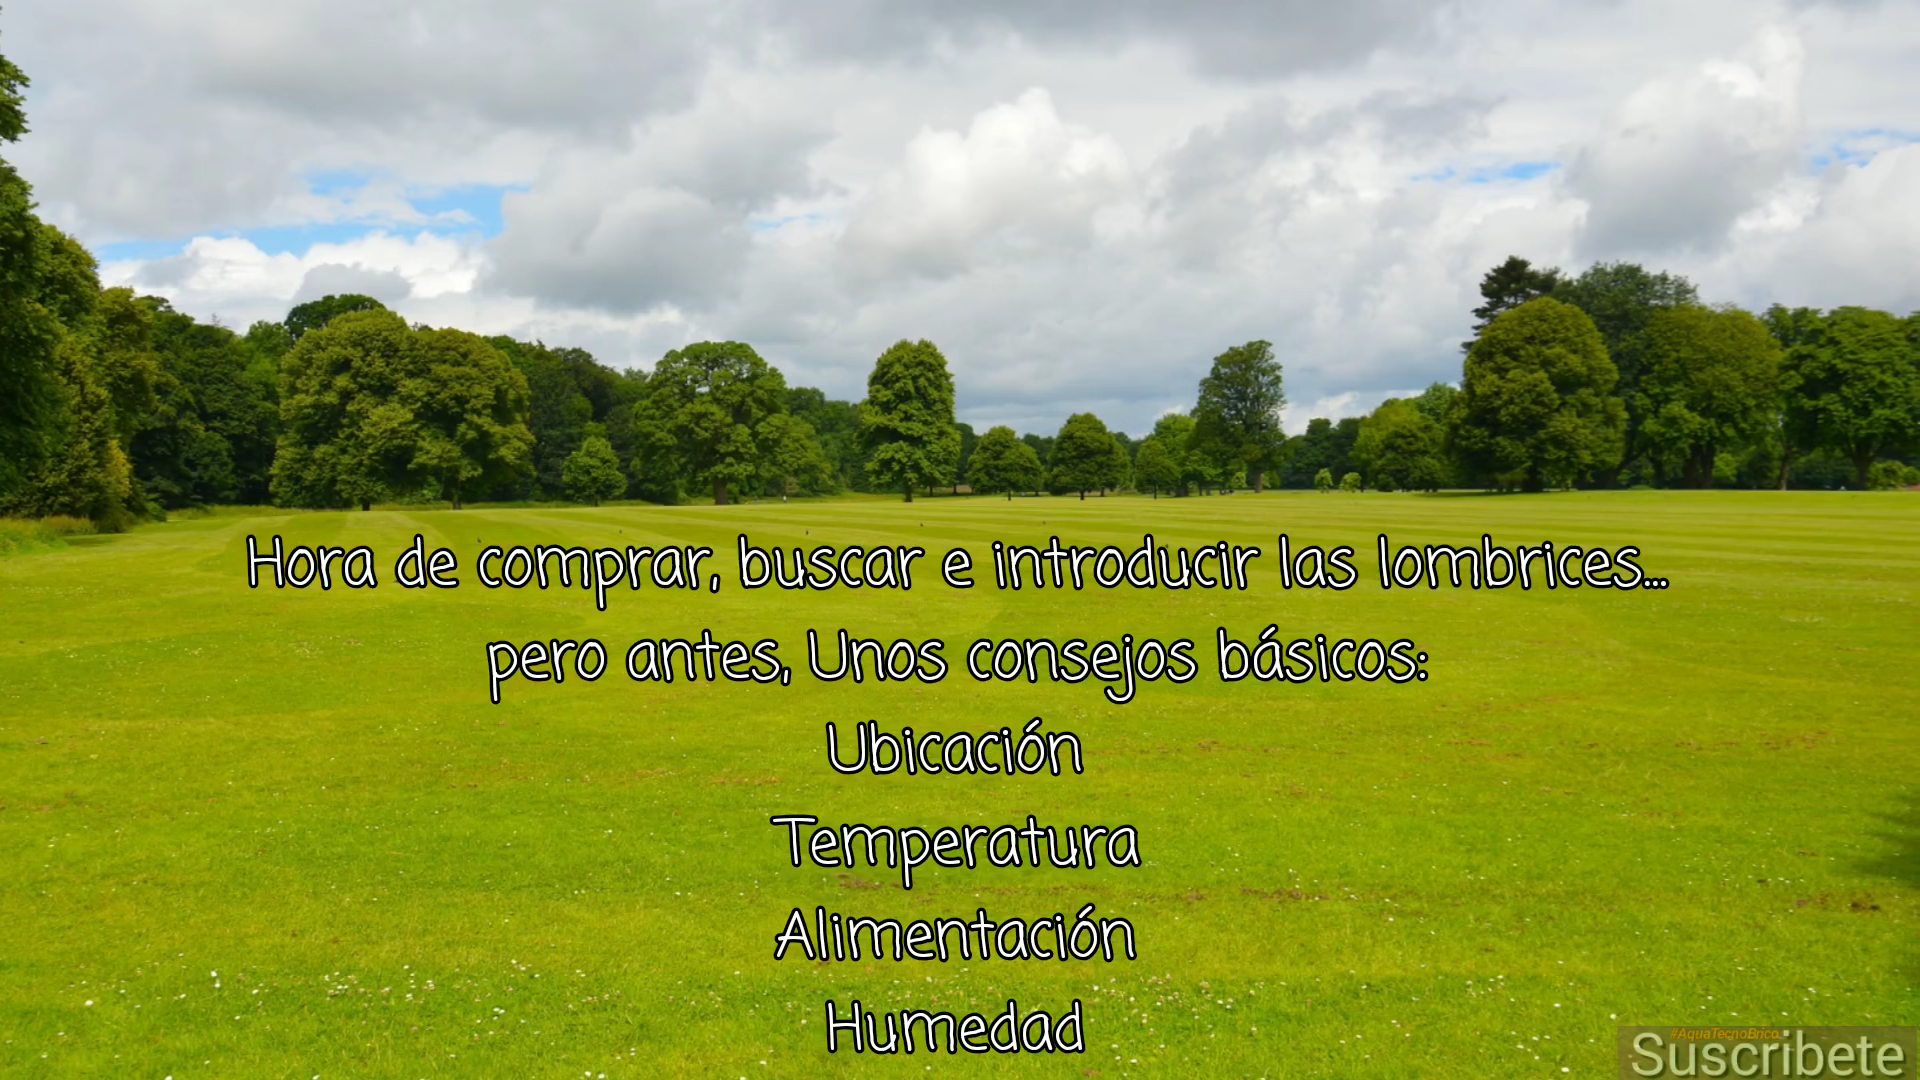 Hora de comprar, buscar e introducir las lombrices...
pero antes, Unos consejos básicos:
Ubicación
Temperatura
Alimentación
Humedad
#AquaTecnoBrico
Suscribete